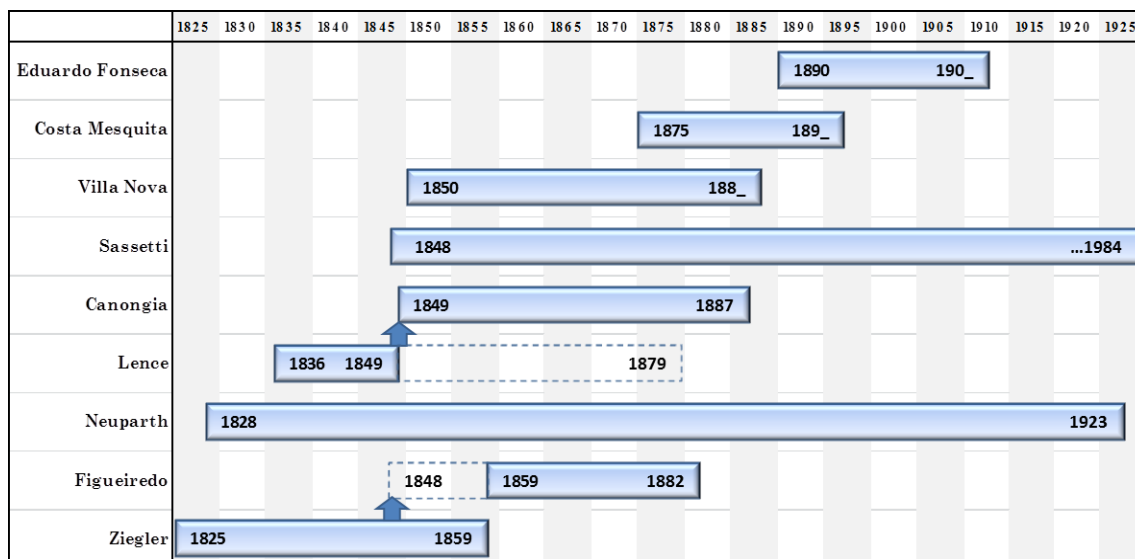 1825 1830 1835 1840 1845 1850 1855 1860 1865 1870 1875 1880 1885 1890 1895 1900 1905 1910 1915 1920 1925
Eduardo Fonseca 1890 190_
Costa Mesquita 1875 189_
Villa Nova 1850 188_
Sassetti 1848 ...1984
Canongia 1849 1887
Lence 1836 1849 1879
Neuparth 1828 1923
Figueiredo 1848 1859 1882
Ziegler 1825 1859